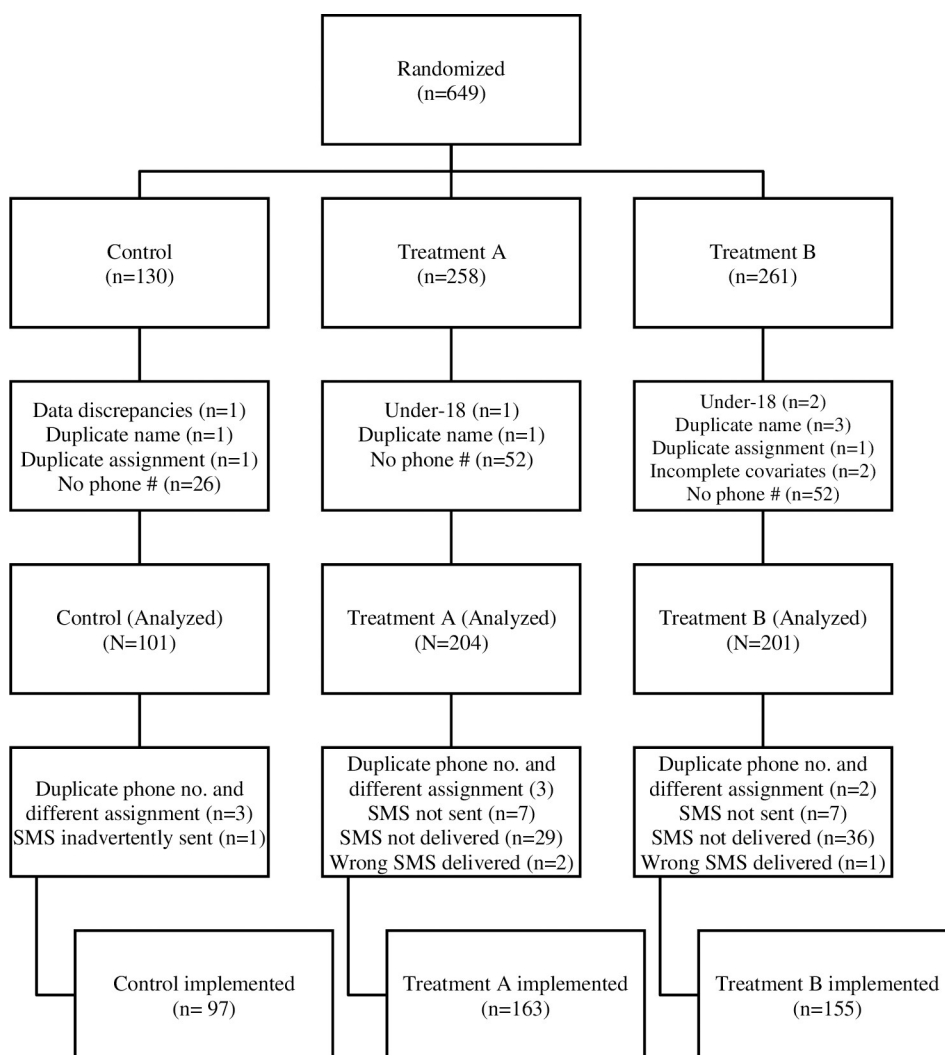 Randomized
(n=649)
Control
(n=130)
Treatment A
(n=258)
Treatment B
(n=261)
Data discrepancies (n=1)
Duplicate name (n=1)
Duplicate assignment (n=1)
No phone # (n=26)
Under-18 (n=1)
Duplicate name (n=1)
No phone # (n=52)
Under-18 (n=2)
Duplicate name (n=3)
Duplicate assignment (n=1)
Incomplete covariates (n=2)
No phone # (n=52)
Control (Analyzed)
(N=101)
Treatment A (Analyzed)
(N=204)
Treatment B (Analyzed)
(N=201)
Duplicate phone no. and
different assignment (n=3)
SMS inadvertently sent (n=1)
Duplicate phone no. and
different assignment (3)
SMS not sent (n=7)
SMS not delivered (n=29)
Wrong SMS delivered (n=2)
Duplicate phone no. and
different assignment (n=2)
SMS not sent (n=7)
SMS not delivered (n=36)
Wrong SMS delivered (n=1)
Control implemented
(n= 97)
Treatment A implemented
(n=163)
Treatment B implemented
(n=155)